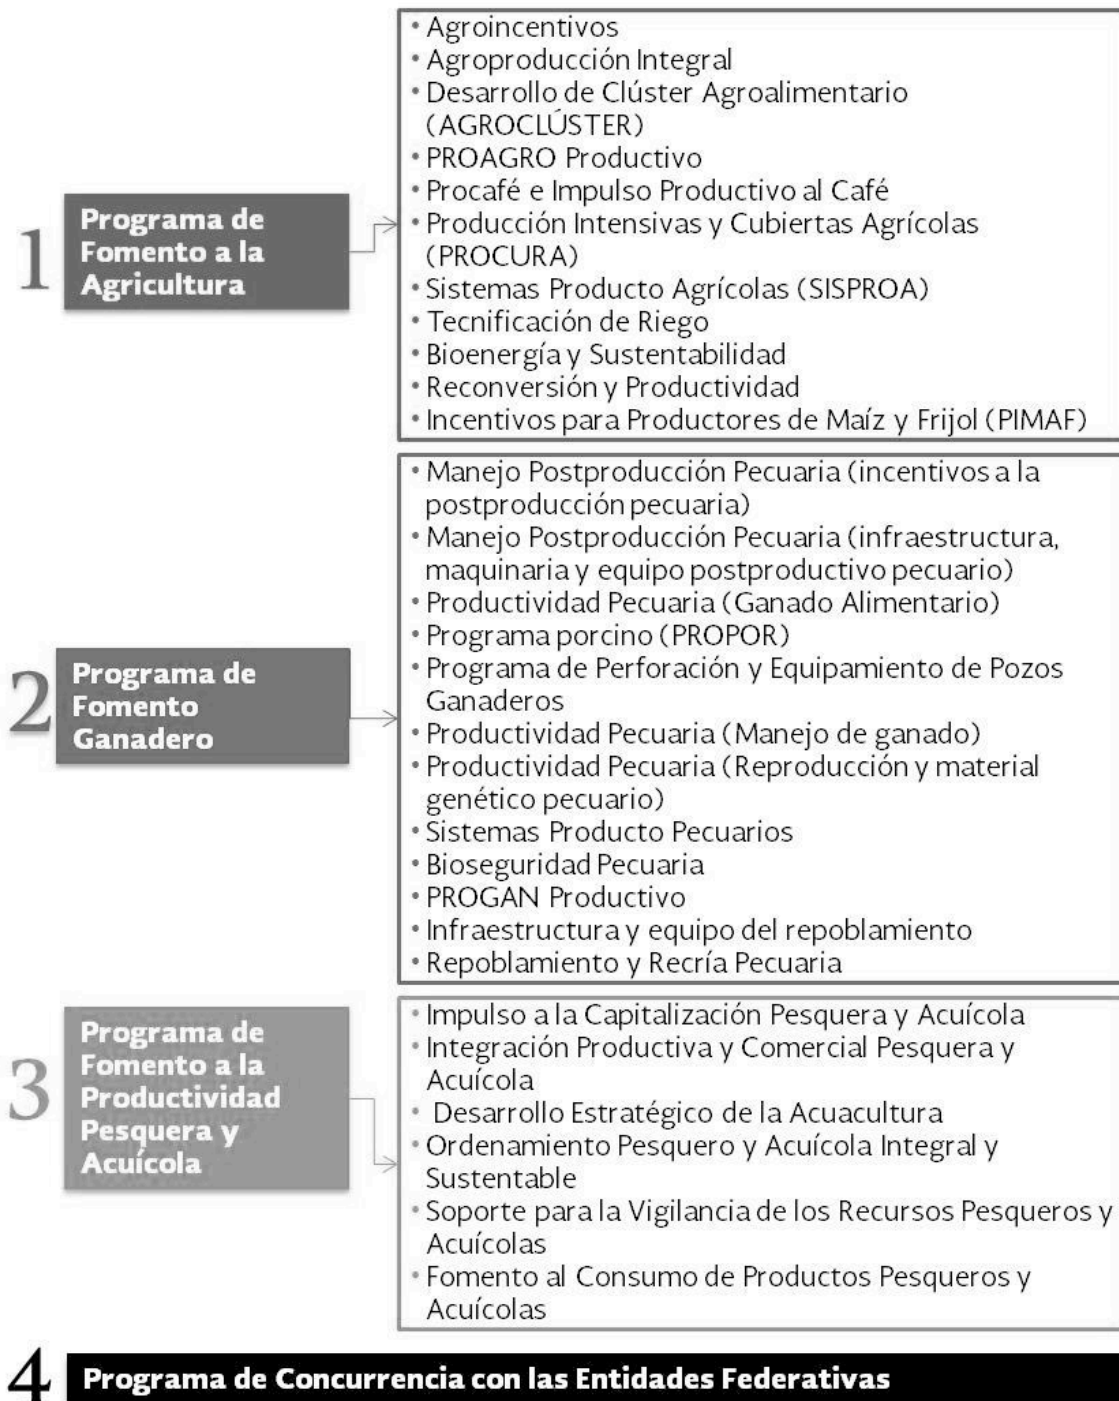 1
Programa de
Fomento a la
Agricultura
• Agroincentivos
• Agroproducción Integral
• Desarrollo de Clúster Agroalimentario
(AGROCLÚSTER)
• PROAGRO Productivo
• Procafé e Impulso Productivo al Café
• Producción Intensivas y Cubiertas Agrícolas
(PROCURA)
• Sistemas Producto Agrícolas (SISPROA)
• Tecnificación de Riego
• Bioenergía y Sustentabilidad
• Reconversión y Productividad
• Incentivos para Productores de Maíz y Frijol (PIMAF)
2
Programa de
Fomento
Ganadero
• Manejo Postproducción Pecuaria (incentivos a la
postproducción pecuaria)
• Manejo Postproducción Pecuaria (infraestructura,
maquinaria y equipo postproductivo pecuario)
• Productividad Pecuaria (Ganado Alimentario)
• Programa porcino (PROPOR)
• Programa de Perforación y Equipamiento de Pozos
Ganaderos
• Productividad Pecuaria (Manejo de ganado)
• Productividad Pecuaria (Reproducción y material
genético pecuario)
• Sistemas Producto Pecuarios
• Bioseguridad Pecuaria
• PROGAN Productivo
• Infraestructura y equipo del repoblamiento
• Repoblamiento y Recría Pecuaria
3
Programa de
Fomento a la
Productividad
Pesquera y
Acuícola
• Impulso a la Capitalización Pesquera y Acuícola
• Integración Productiva y Comercial Pesquera y
Acuícola
• Desarrollo Estratégico de la Acuacultura
• Ordenamiento Pesquero y Acuícola Integral y
Sustentable
• Soporte para la Vigilancia de los Recursos Pesqueros y
Acuícolas
• Fomento al Consumo de Productos Pesqueros y
Acuícolas
4
Programa de Concurrencia con las Entidades Federativas